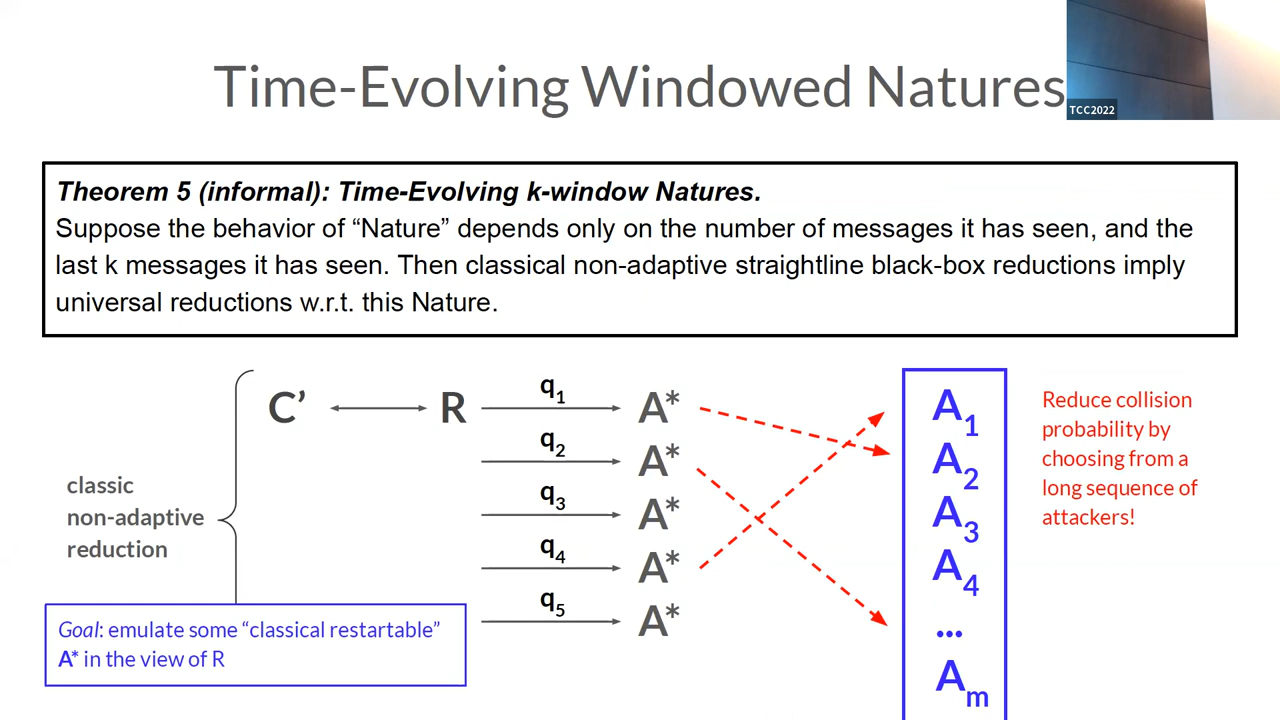 Time-Evolving Windowed Natures
TCC2022
Theorem 5 (informal): Time-Evolving k-window Natures.
Suppose the behavior of “Nature” depends only on the number of messages it has seen, and the
last k messages it has seen. Then classical non-adaptive straightline black-box reductions imply
universal reductions w.r.t. this Nature.
C’ R q1 A*
q2 A*
q3 A*
q4 A*
q5 A*
classic
non-adaptive
reduction
Goal: emulate some “classical restartable”
A* in the view of R
A1
A2
A3
A4
...
Am
Reduce collision
probability by
choosing from a
long sequence of
attackers!